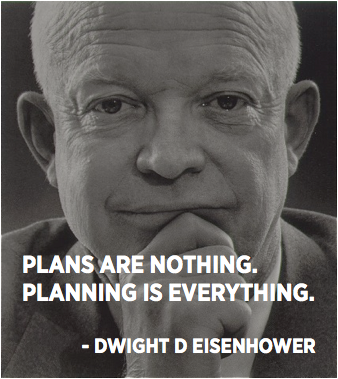 PLANS ARE NOTHING.
PLANNING IS EVERYTHING.
- DWIGHT D EISENHOWER